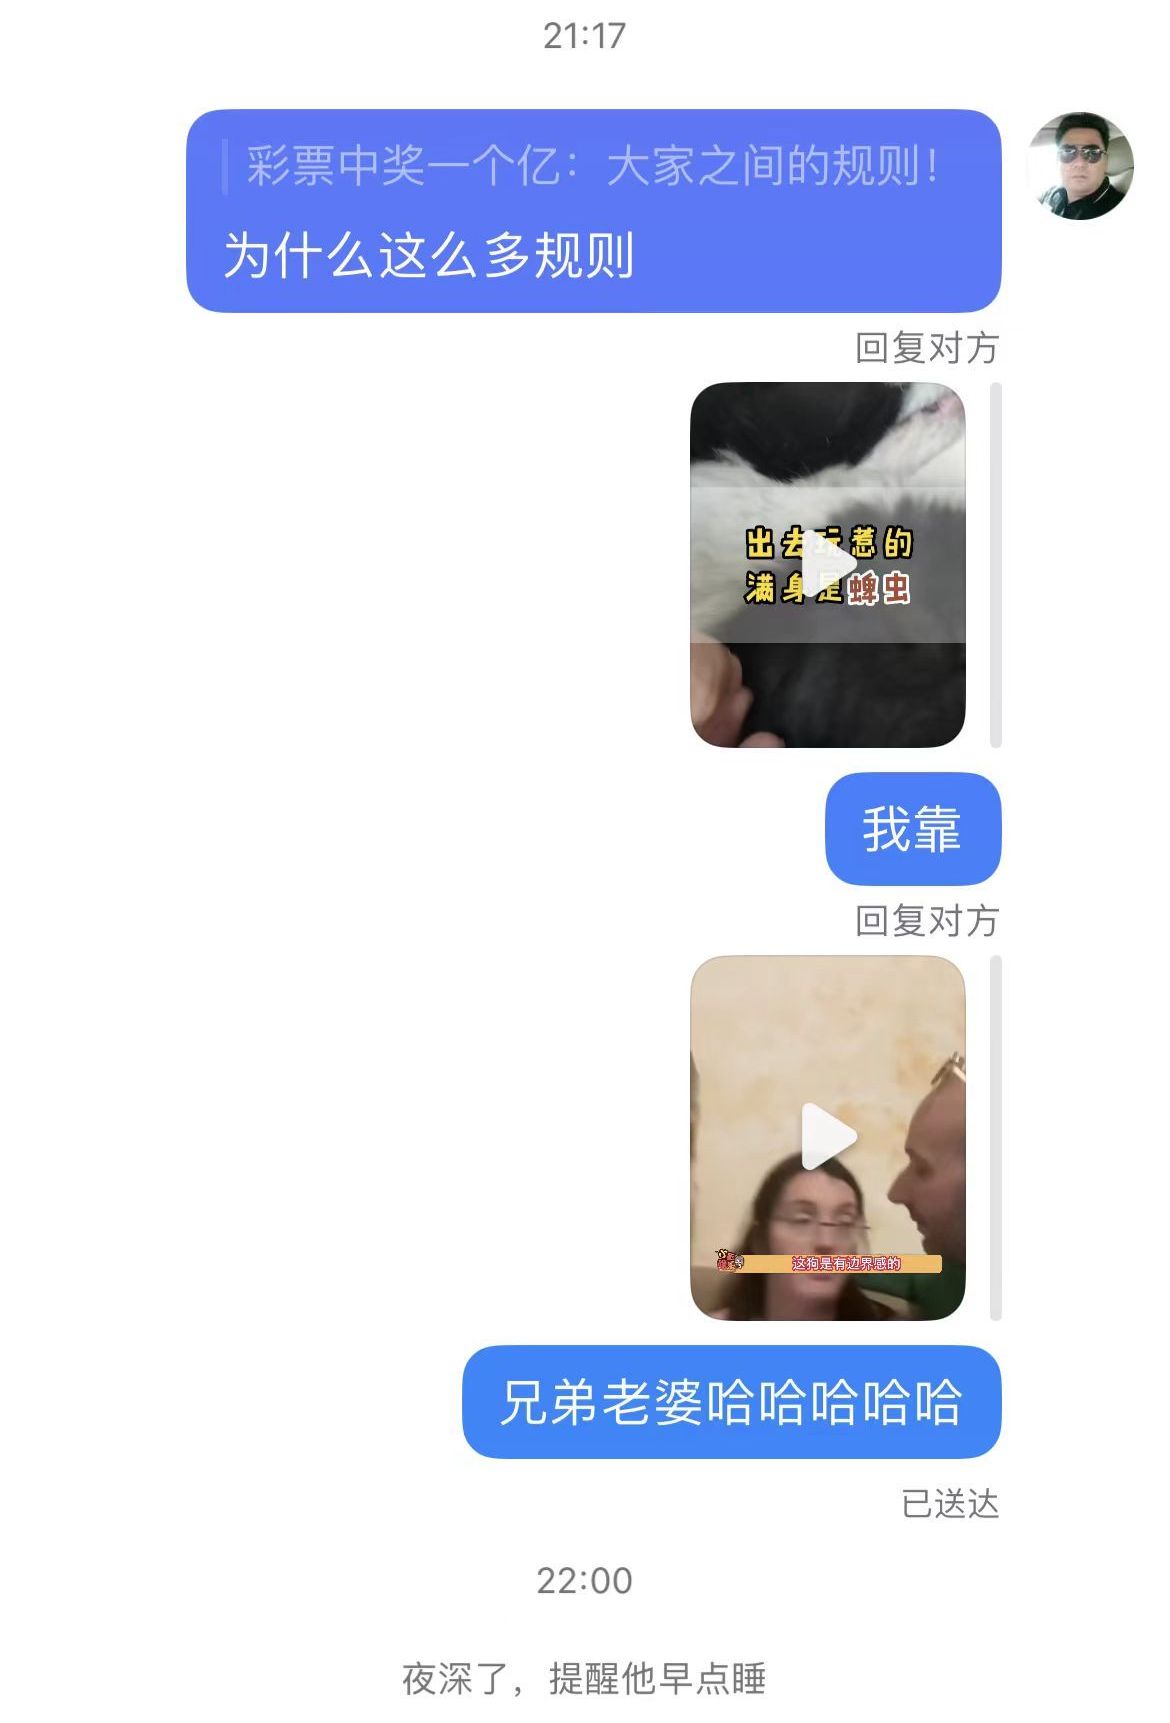 21:17
彩票中奖一个亿：大家之间的规则！
为什么这么多规则
回复对方
出去玩惹的
满身是蜱虫
我靠
回复对方
这狗是有边界感的
兄弟老婆哈哈哈哈哈
已送达
22:00
夜深了，提醒他早点睡